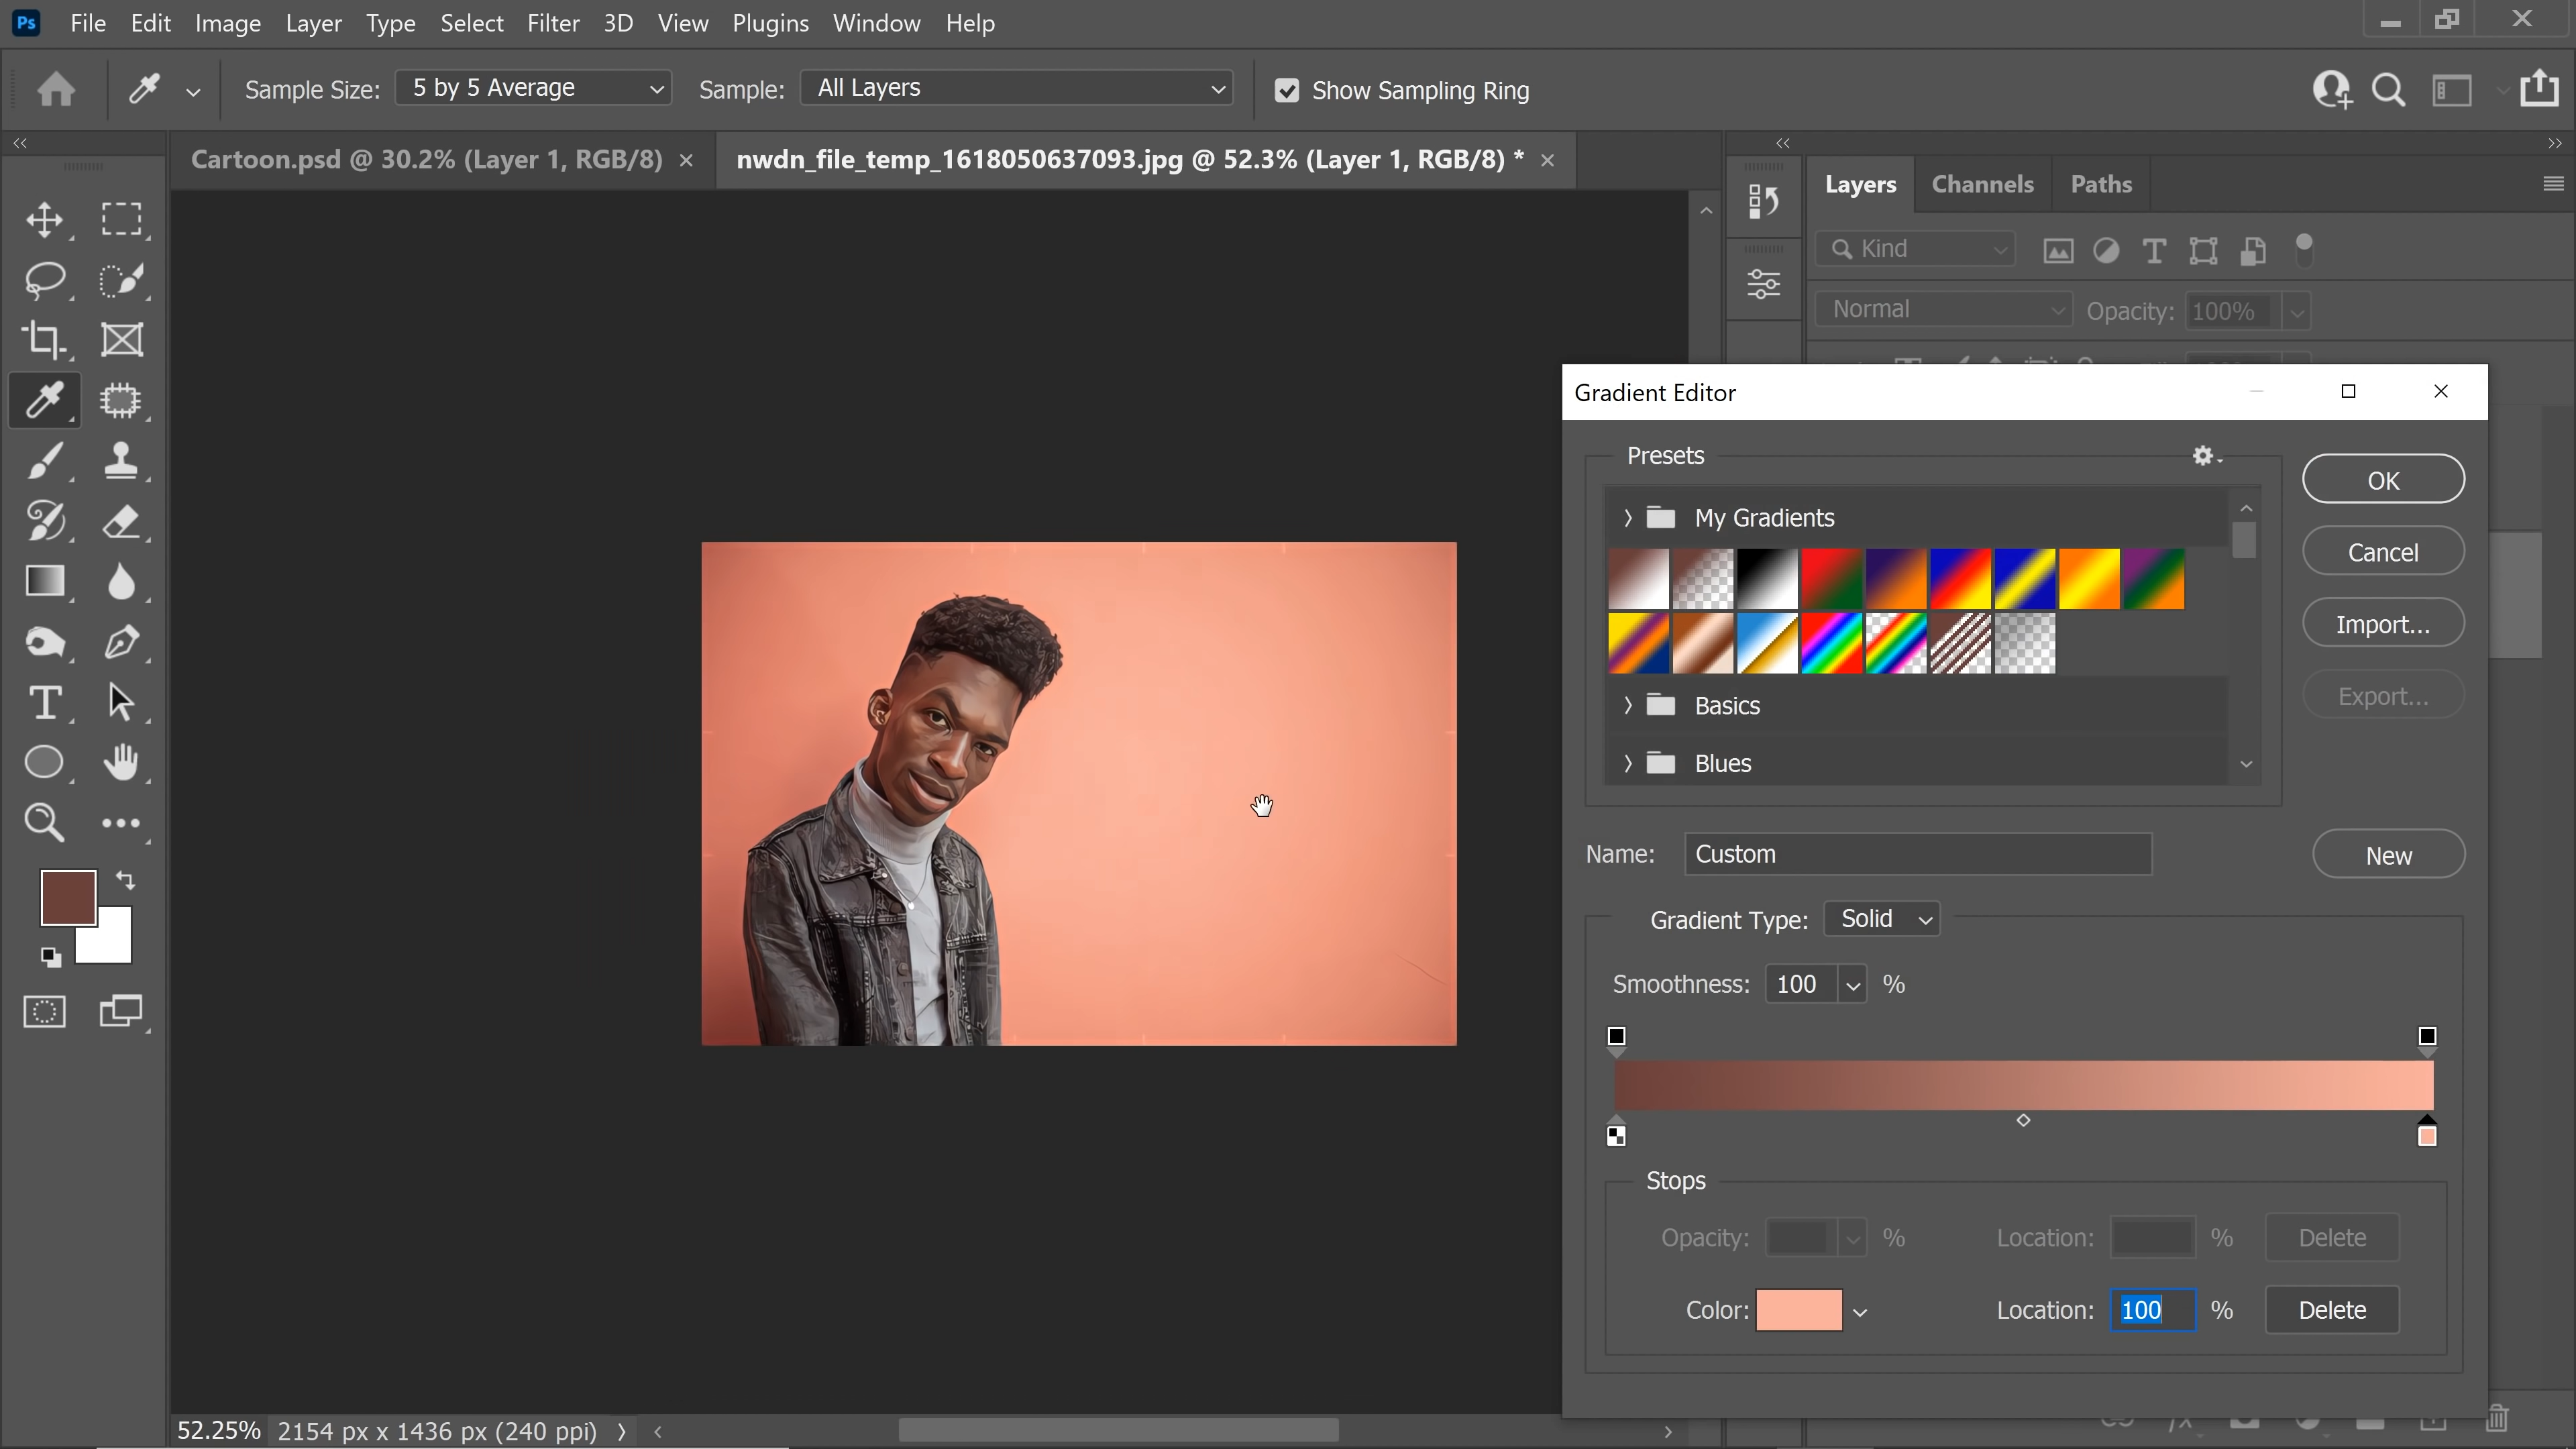 Ps File Edit Image Layer Type Select Filter 3D View Plugins Window Help
Sample Size: 5 by 5 Average Sample: All Layers Show Sampling Ring
Cartoon.psd @ 30.2% (Layer 1, RGB/8) × nwdn_file_temp_1618050637093.jpg @ 52.3% (Layer 1, RGB/8) * ×
Layers Channels Paths
Kind
Normal Opacity: 100%
Gradient Editor
Presets
OK
My Gradients
Cancel
Import...
Export...
Basics
Blues
Name: Custom New
Gradient Type: Solid
Smoothness: 100 %
Stops
Opacity: % Location: % Delete
Color: Location: 100 % Delete
52.25% 2154 px x 1436 px (240 ppi)